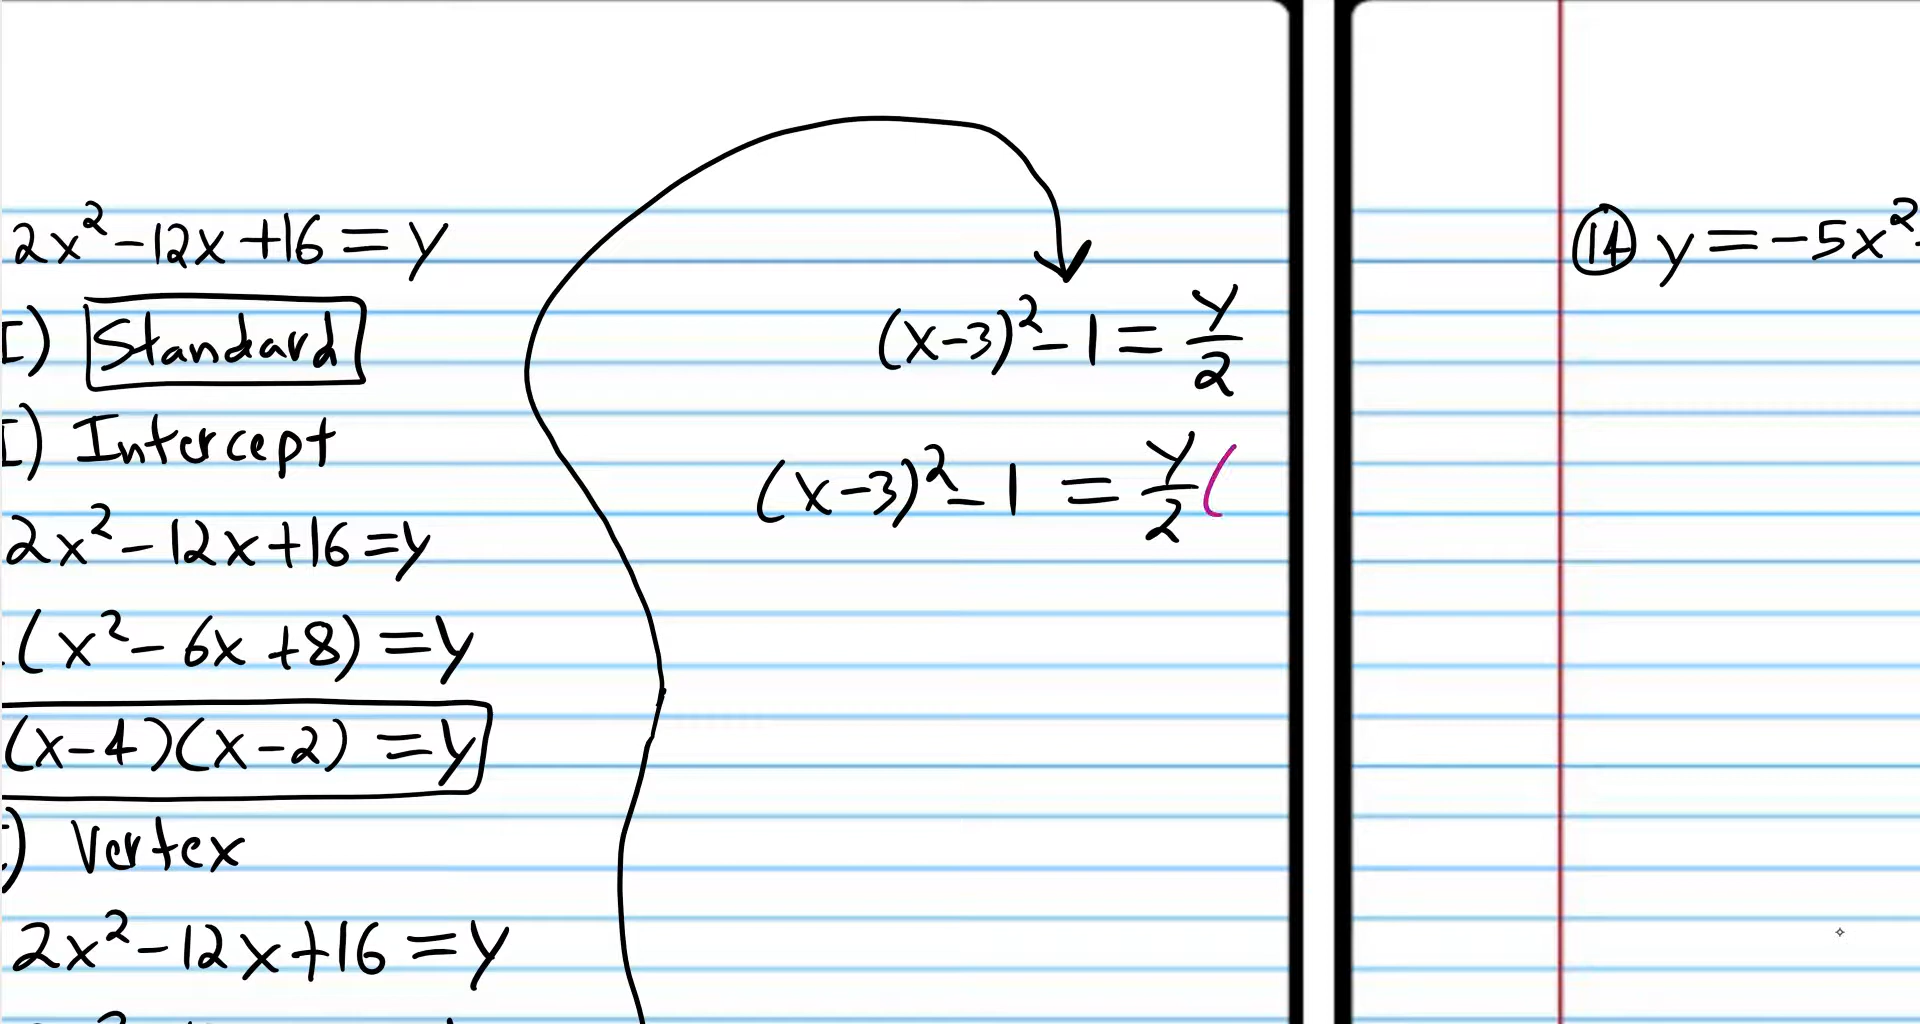 2x² - 12x + 16 = y
I) Standard
I) Intercept
2x² - 12x + 16 = y
(x² - 6x + 8) = y
(x - 4)(x - 2) = y
) Vertex
2x² - 12x + 16 = y
(x - 3)² - 1 = y/2
(x - 3)² - 1 = y/2 (
14 y = -5x²